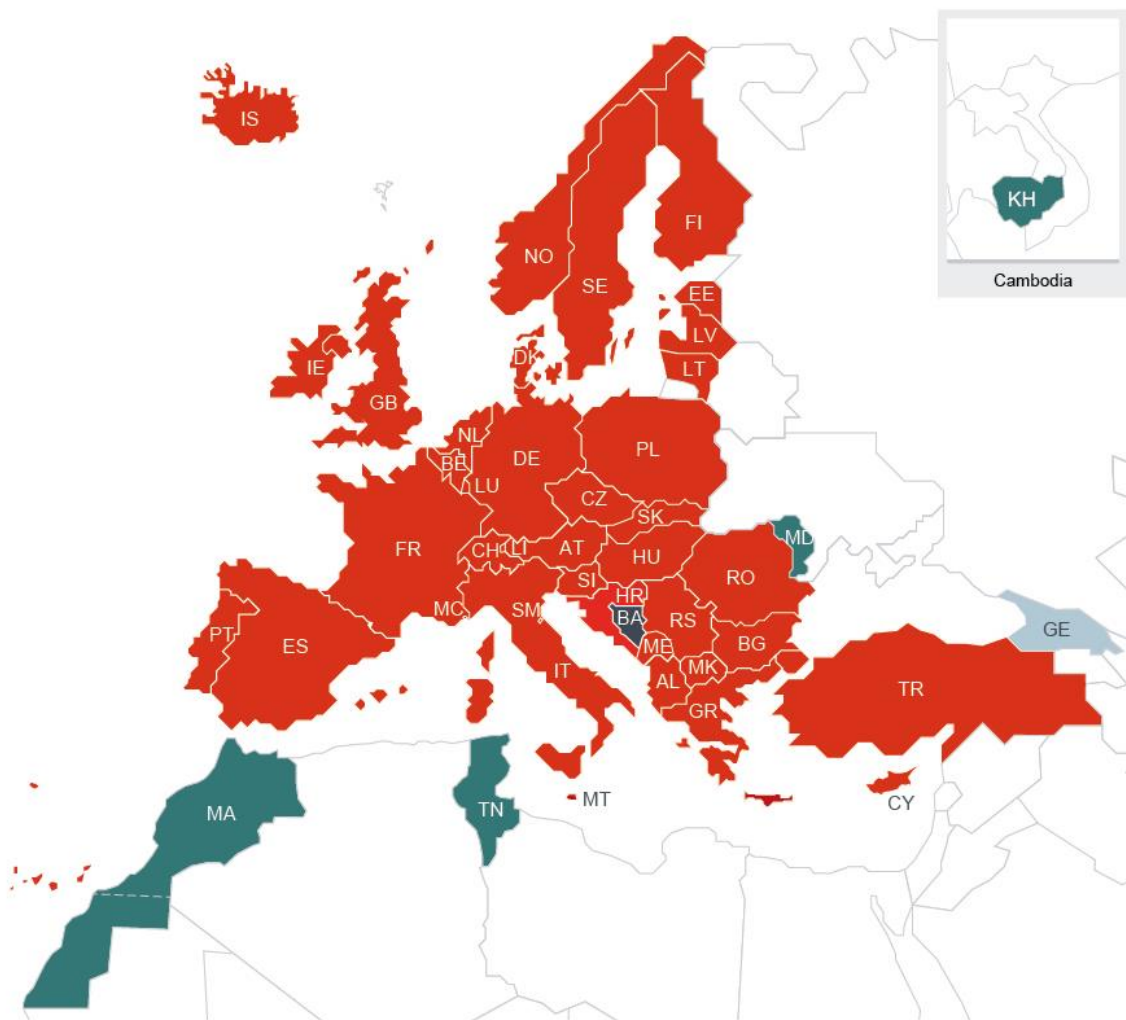 IS
KH
Cambodia
NO
SE
FI
EE
LV
LT
IE
GB
DK
NL
BE
LU
DE
PL
CZ
SK
FR
CH
LI
AT
HU
MD
RO
SI
HR
BA
RS
MC
SM
PT
ES
IT
ME
MK
BG
GE
AL
GR
TR
MT
CY
MA
TN